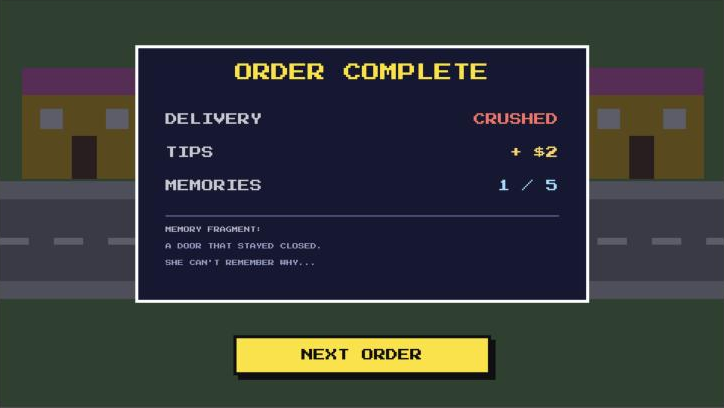 ORDER COMPLETE
DELIVERY CRUSHED
TIPS + $2
MEMORIES 1 / 5
MEMORY FRAGMENT:
A DOOR THAT STAYED CLOSED.
SHE CAN'T REMEMBER WHY...
NEXT ORDER